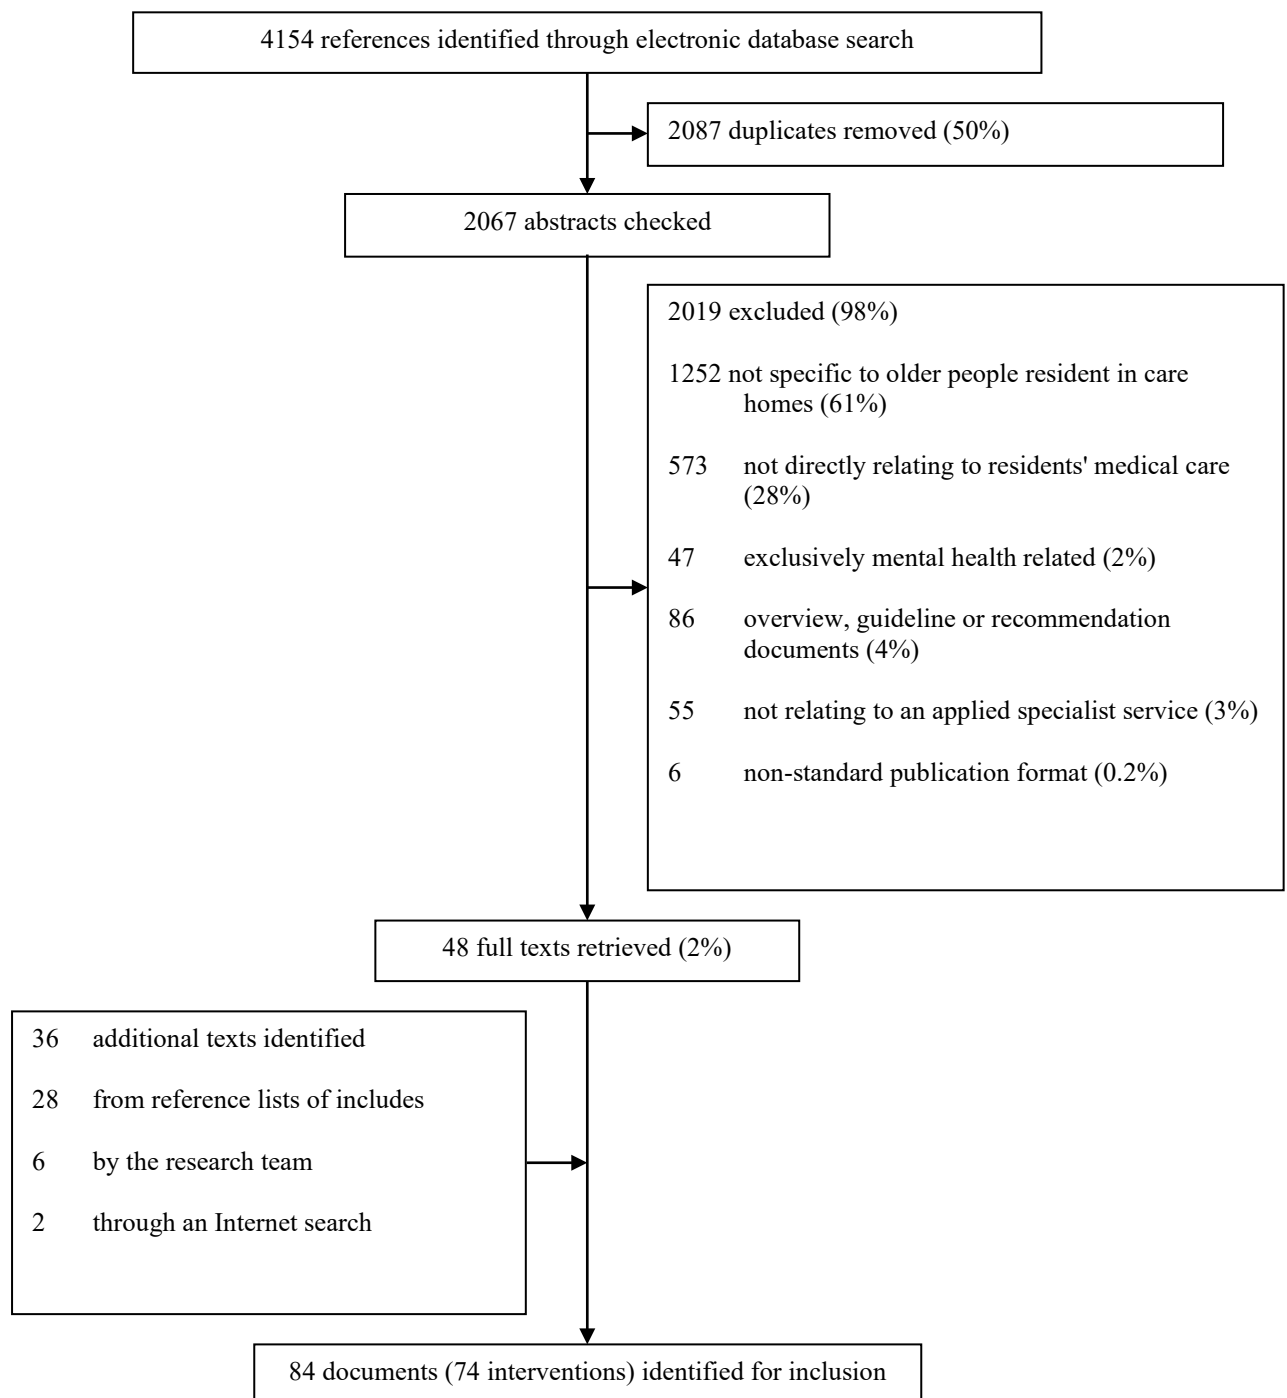 4154 references identified through electronic database search
2087 duplicates removed (50%)
2067 abstracts checked
2019 excluded (98%)
1252 not specific to older people resident in care
homes (61%)
573 not directly relating to residents' medical care
(28%)
47 exclusively mental health related (2%)
86 overview, guideline or recommendation
documents (4%)
55 not relating to an applied specialist service (3%)
6 non-standard publication format (0.2%)
48 full texts retrieved (2%)
36 additional texts identified
28 from reference lists of includes
6 by the research team
2 through an Internet search
84 documents (74 interventions) identified for inclusion